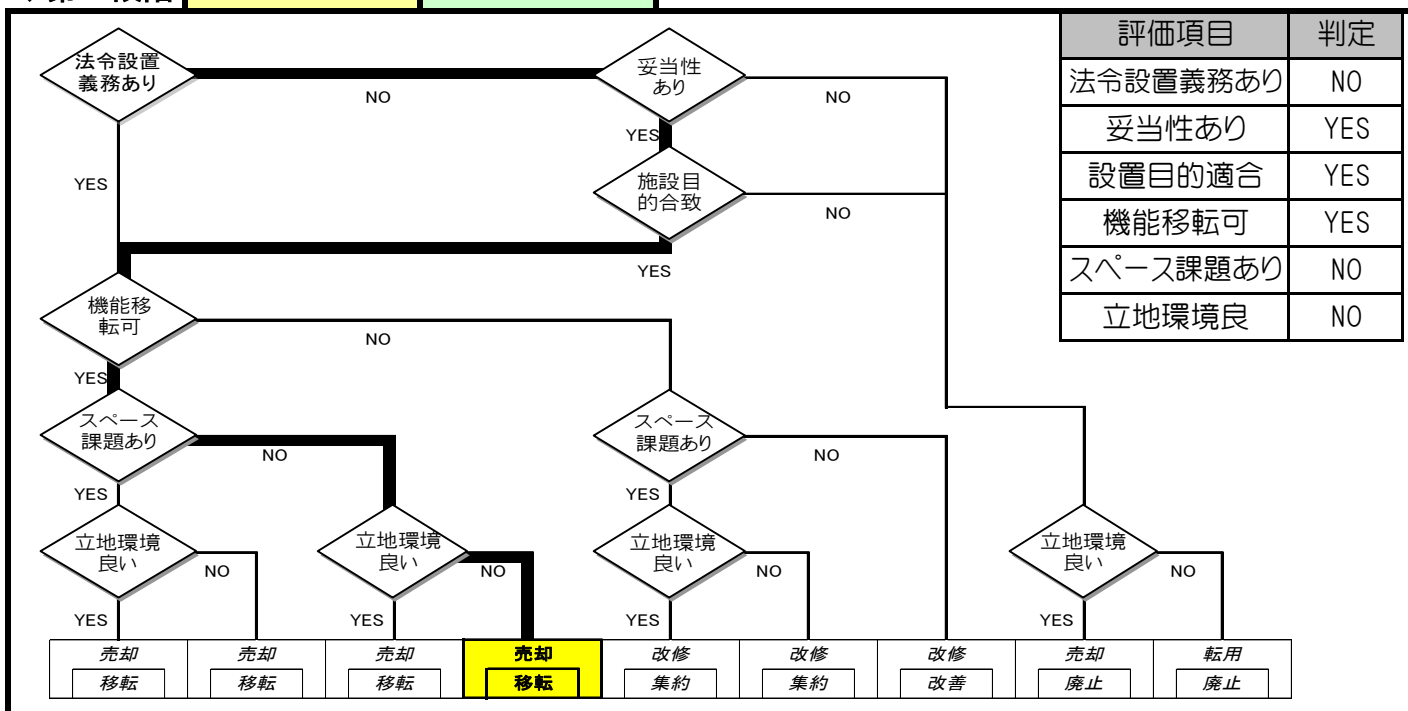 評価項目 判定
法令設置義務あり NO
妥当性あり YES
設置目的適合 YES
機能移転可 YES
スペース課題あり NO
立地環境良 NO
法令設置
義務あり
NO
妥当性
あり
NO
YES
YES
施設目
的合致
NO
YES
機能移
転可
NO
YES
スペース
課題あり
NO
スペース
課題あり
NO
YES
YES
立地環境
良い
NO
立地環境
良い
NO
立地環境
良い
NO
立地環境
良い
NO
YES
YES
YES
YES
売却 売却 売却 売却 改修 改修 改修 売却 転用
移転 移転 移転 移転 集約 集約 改善 廃止 廃止